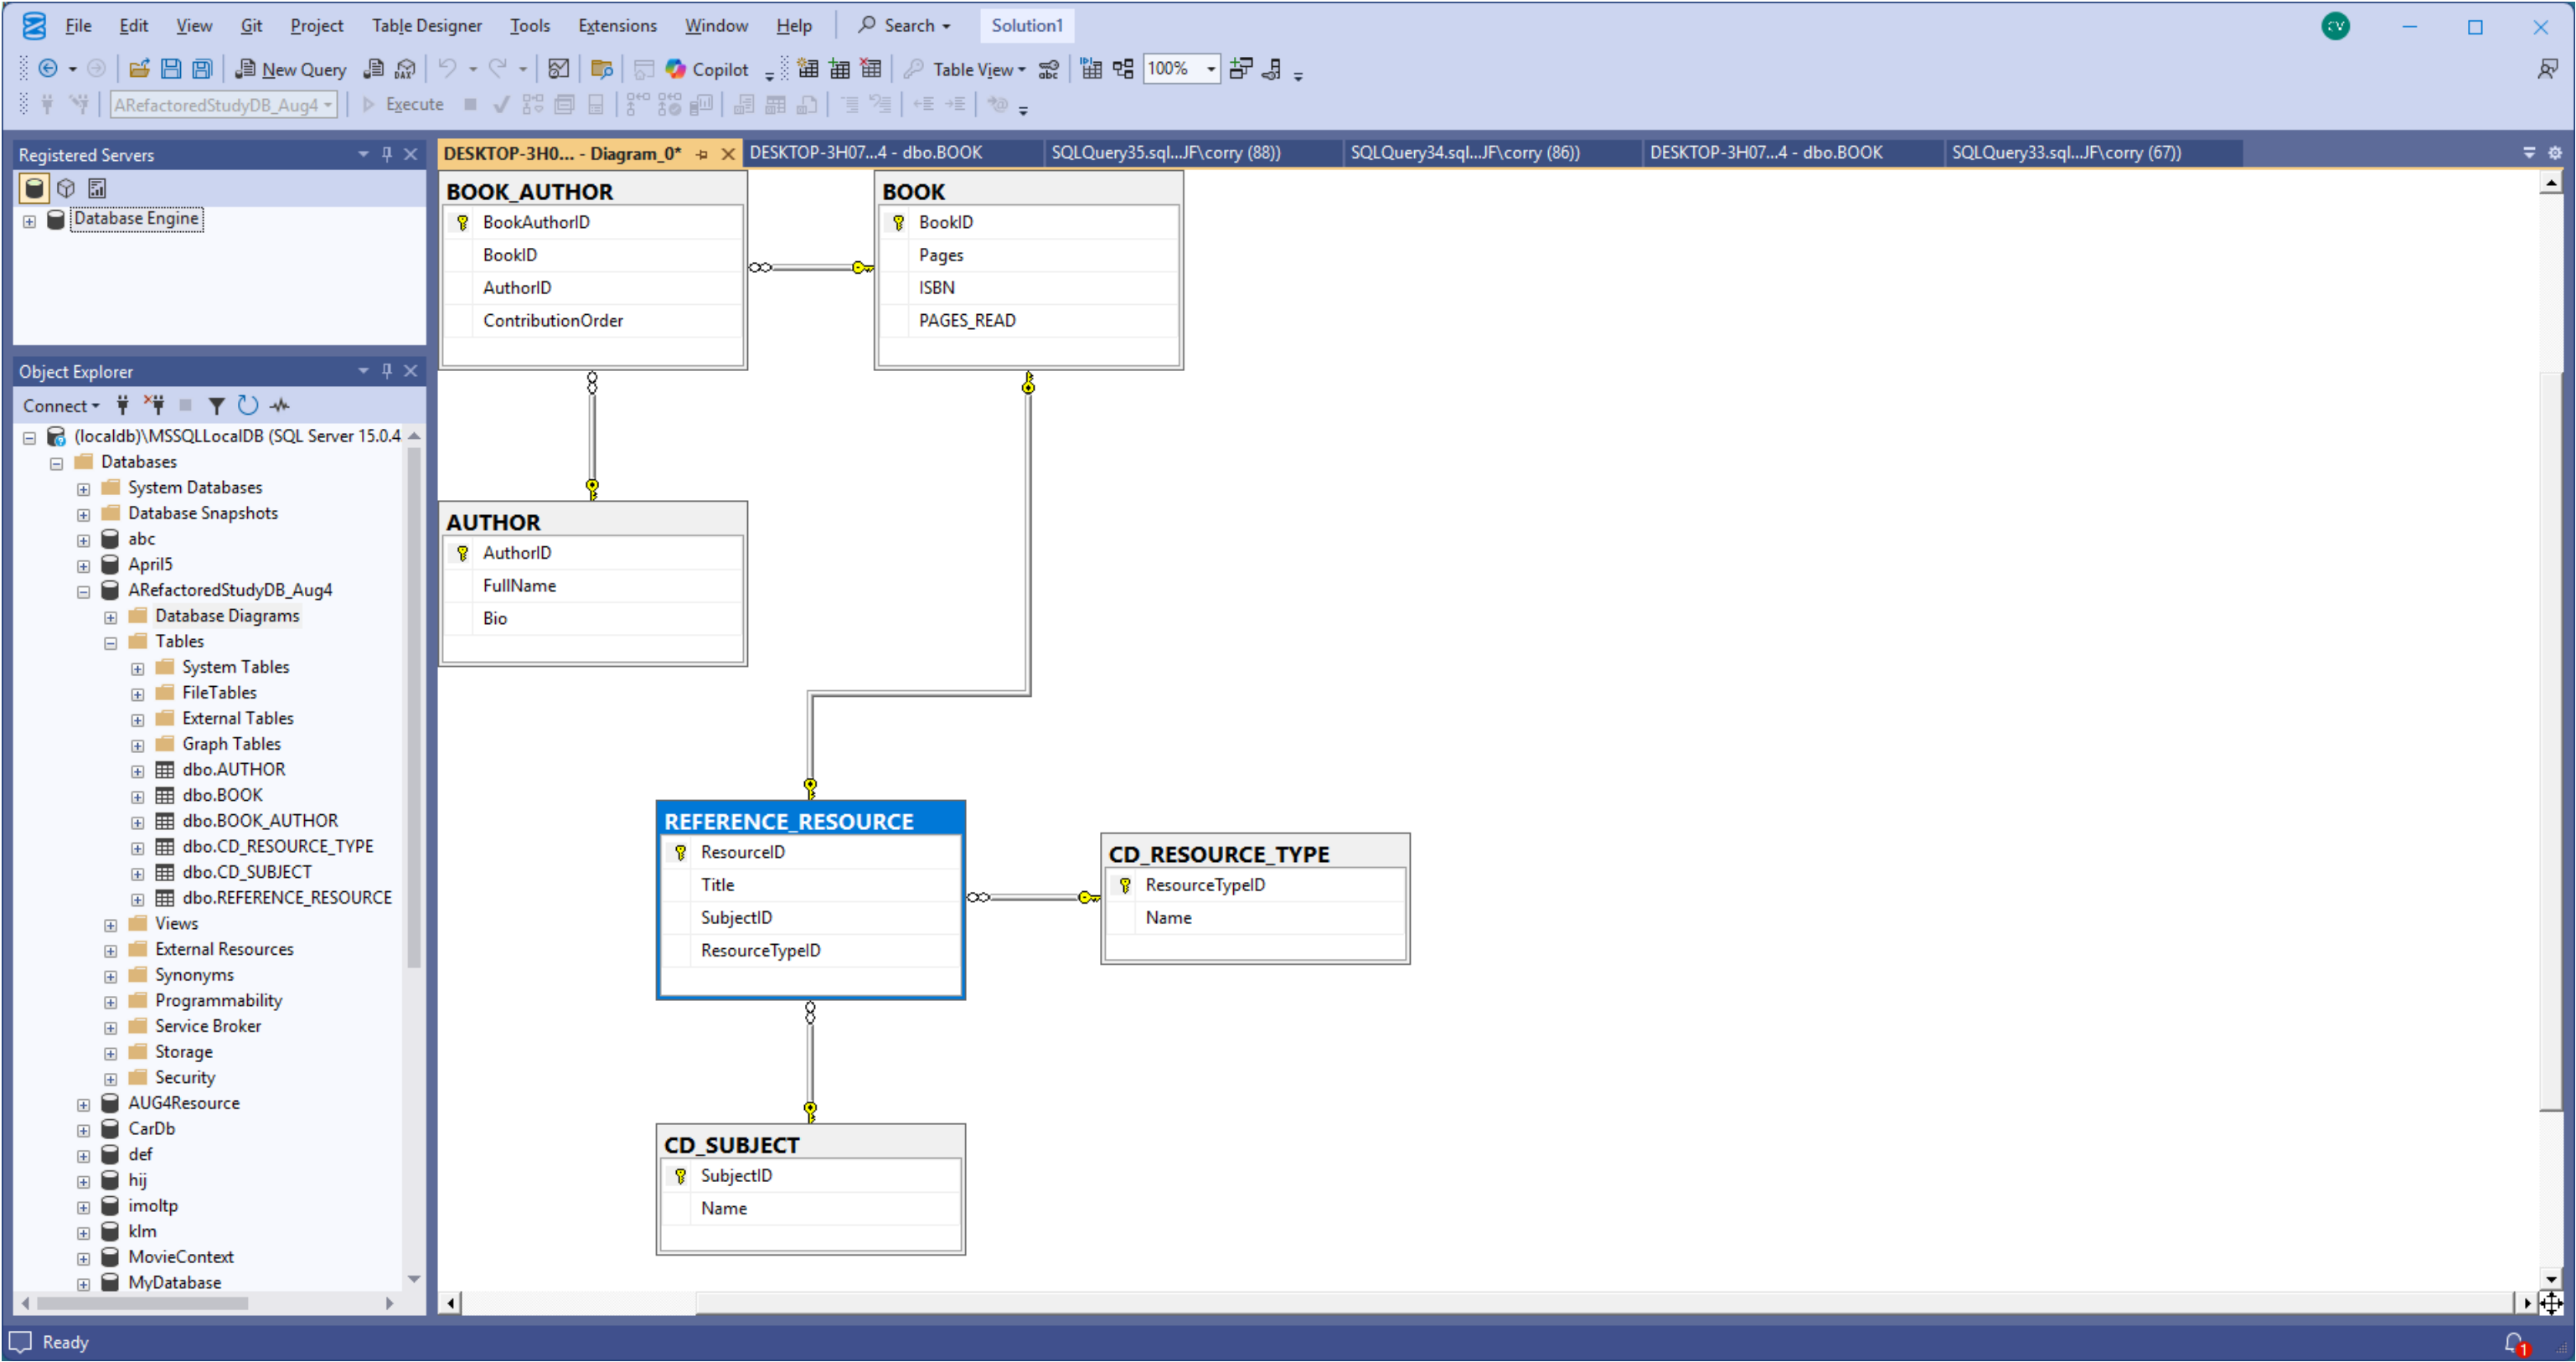 File Edit View Git Project Table Designer Tools Extensions Window Help Search Solution1 CV
New Query DAX Copilot Table View abc 100%
ARefactoredStudyDB_Aug4 Execute
Registered Servers
Database Engine
Object Explorer
Connect
(localdb)\MSSQLLocalDB (SQL Server 15.0.4
Databases
System Databases
Database Snapshots
abc
April5
ARefactoredStudyDB_Aug4
Database Diagrams
Tables
System Tables
FileTables
External Tables
Graph Tables
dbo.AUTHOR
dbo.BOOK
dbo.BOOK_AUTHOR
dbo.CD_RESOURCE_TYPE
dbo.CD_SUBJECT
dbo.REFERENCE_RESOURCE
Views
External Resources
Synonyms
Programmability
Service Broker
Storage
Security
AUG4Resource
CarDb
def
hij
imoltp
klm
MovieContext
MyDatabase
DESKTOP-3H0... - Diagram_0* DESKTOP-3H07...4 - dbo.BOOK SQLQuery35.sql...JF\corry (88)) SQLQuery34.sql...JF\corry (86)) DESKTOP-3H07...4 - dbo.BOOK SQLQuery33.sql...JF\corry (67))
BOOK_AUTHOR
BookAuthorID
BookID
AuthorID
ContributionOrder
BOOK
BookID
Pages
ISBN
PAGES_READ
AUTHOR
AuthorID
FullName
Bio
REFERENCE_RESOURCE
ResourceID
Title
SubjectID
ResourceTypeID
CD_RESOURCE_TYPE
ResourceTypeID
Name
CD_SUBJECT
SubjectID
Name
Ready
1